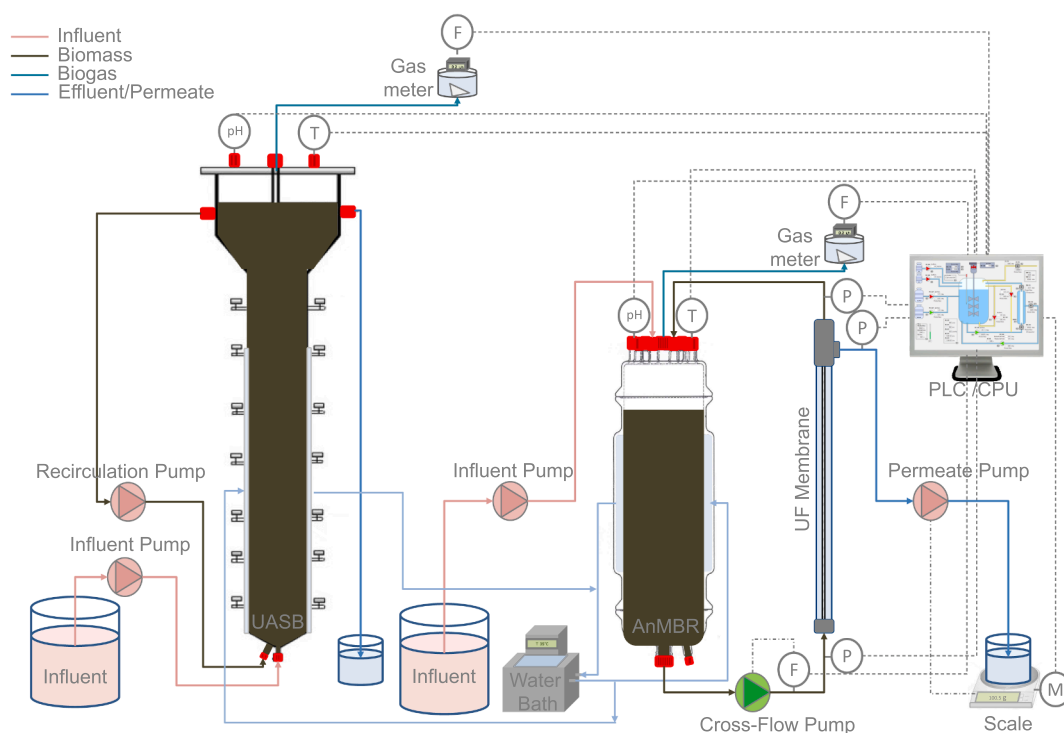 Influent
Biomass
Biogas
Effluent/Permeate
F
Gas
meter
pH
T
F
Gas
meter
pH
T
P
P
PLC /CPU
Recirculation Pump
Influent Pump
UF Membrane
Permeate Pump
Influent Pump
UASB
AnMBR
Influent
Influent
Water
Bath
F
P
M
Cross-Flow Pump
Scale